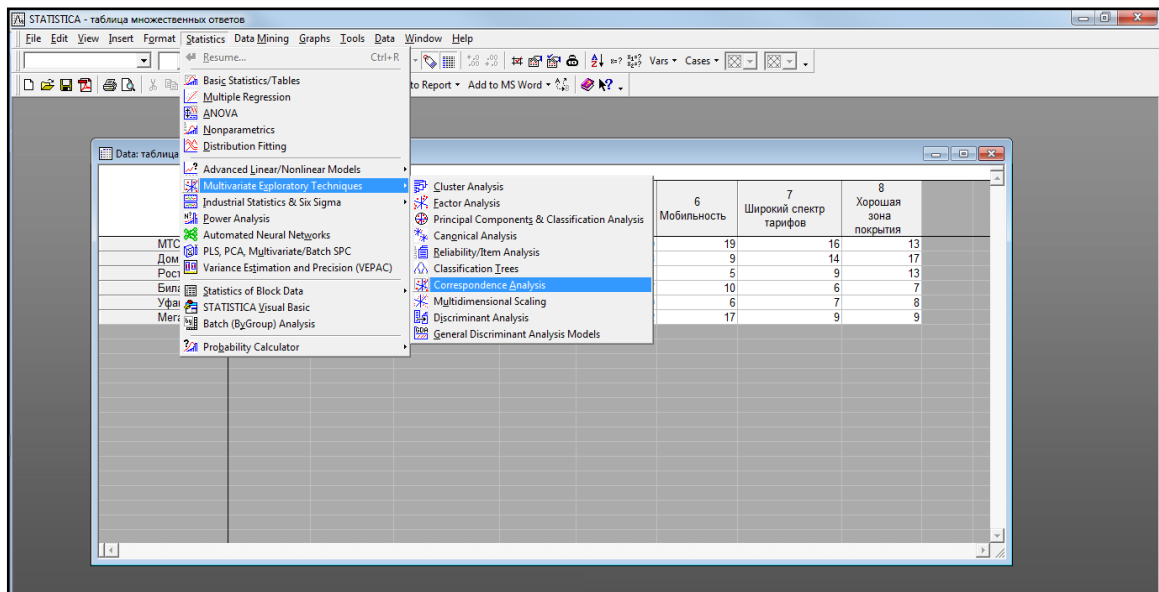 STATISTICA - таблица множественных ответов
File Edit View Insert Format Statistics Data Mining Graphs Tools Data Window Help
Resume... Ctrl+R
Vars Cases
Basic Statistics/Tables
to Report Add to MS Word
Multiple Regression
ANOVA
Nonparametrics
Distribution Fitting
Data: таблица
Advanced Linear/Nonlinear Models
Multivariate Exploratory Techniques
Industrial Statistics & Six Sigma
Power Analysis
Automated Neural Networks
PLS, PCA, Multivariate/Batch SPC
Variance Estimation and Precision (VEPAC)
Statistics of Block Data
STATISTICA Visual Basic
Batch (ByGroup) Analysis
Probability Calculator
Cluster Analysis
Factor Analysis
Principal Components & Classification Analysis
Canonical Analysis
Reliability/Item Analysis
Classification Trees
Correspondence Analysis
Multidimensional Scaling
Discriminant Analysis
General Discriminant Analysis Models
6
Мобильность
7
Широкий спектр
тарифов
8
Хорошая
зона
покрытия
МТС 19 16 13
Дом 9 14 17
Рост 5 9 13
Била 10 6 7
Уфа 6 7 8
Мега 17 9 9